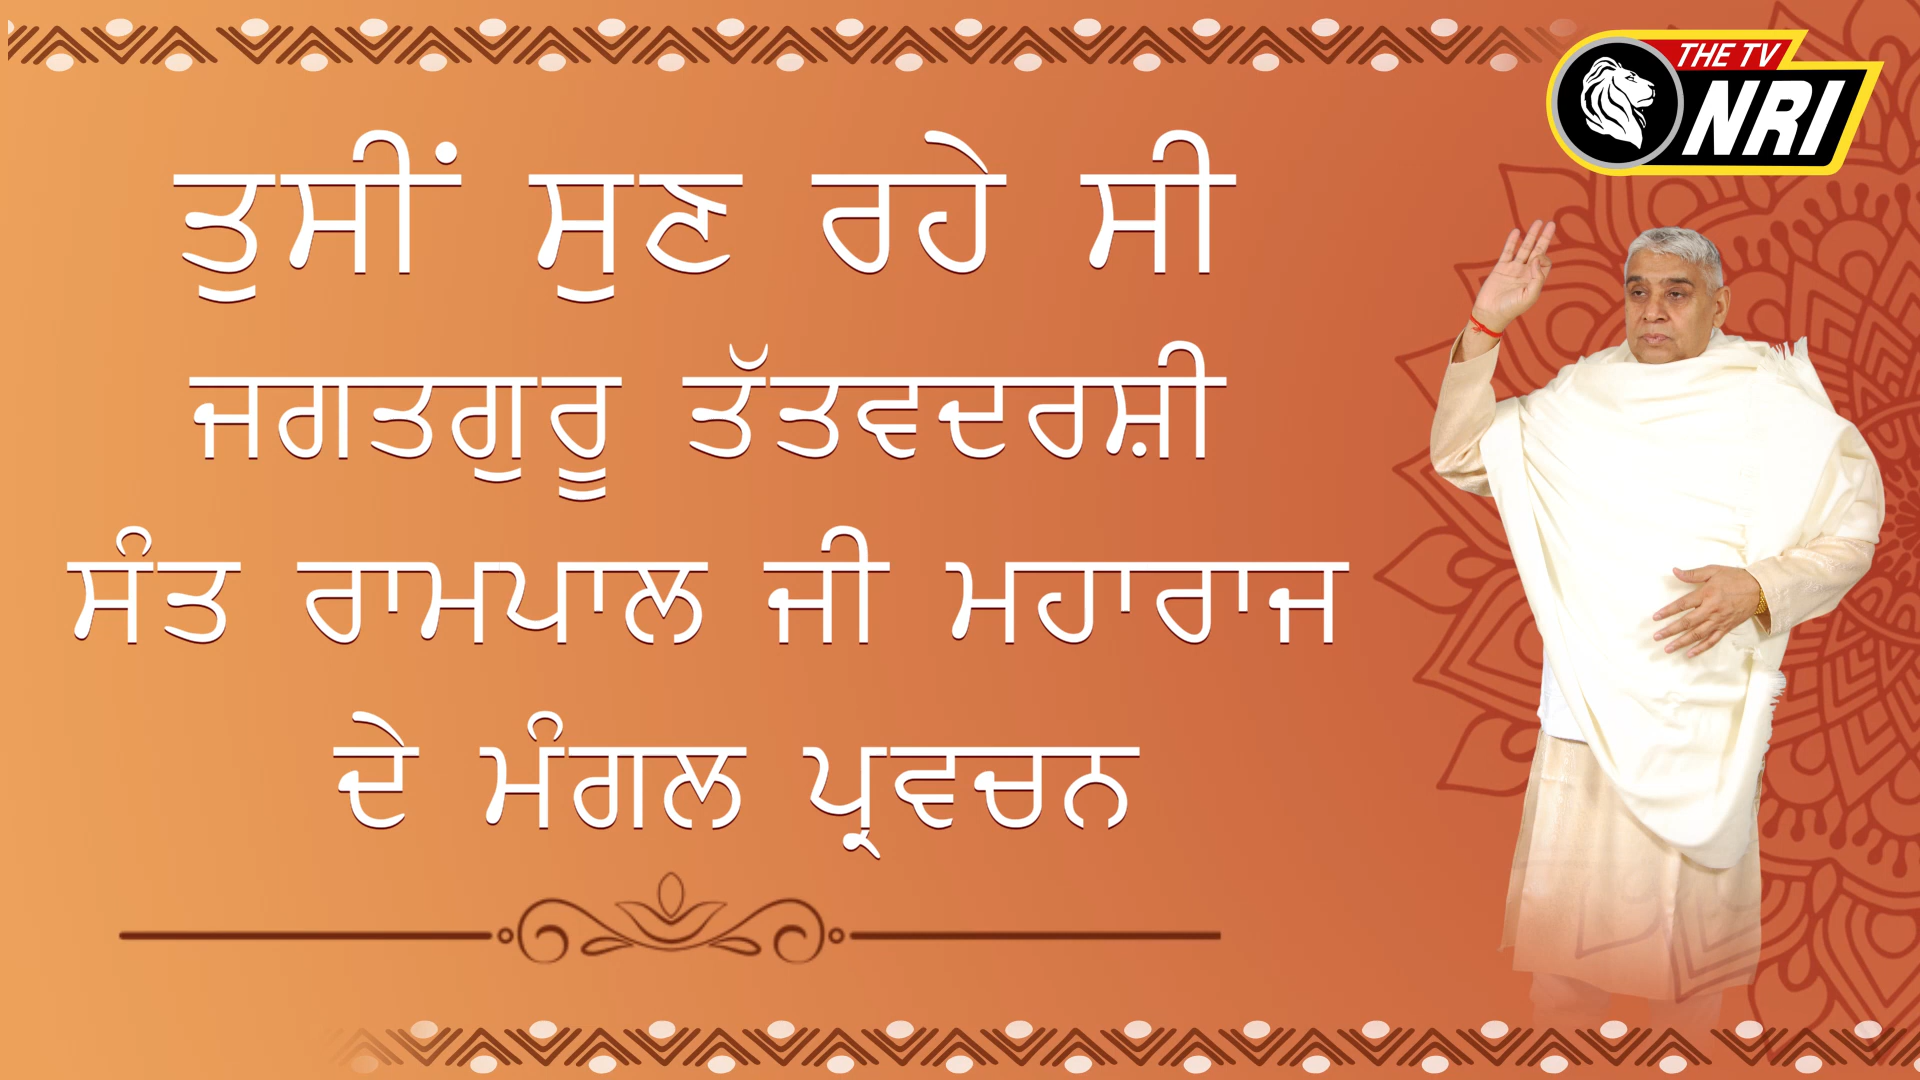 THE TV
NRI
ਤੁਸੀਂ ਸੁਣ ਰਹੇ ਸੀ
ਜਗਤਗੁਰੂ ਤੱਤਵਦਰਸ਼ੀ
ਸੰਤ ਰਾਮਪਾਲ ਜੀ ਮਹਾਰਾਜ
ਦੇ ਮੰਗਲ ਪ੍ਰਵਚਨ